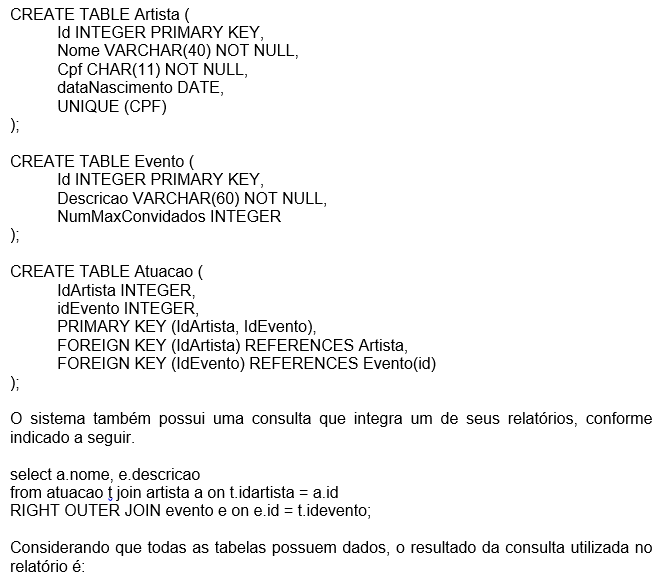 CREATE TABLE Artista (
Id INTEGER PRIMARY KEY,
Nome VARCHAR(40) NOT NULL,
Cpf CHAR(11) NOT NULL,
dataNascimento DATE,
UNIQUE (CPF)
);
CREATE TABLE Evento (
Id INTEGER PRIMARY KEY,
Descricao VARCHAR(60) NOT NULL,
NumMaxConvidados INTEGER
);
CREATE TABLE Atuacao (
IdArtista INTEGER,
idEvento INTEGER,
PRIMARY KEY (IdArtista, IdEvento),
FOREIGN KEY (IdArtista) REFERENCES Artista,
FOREIGN KEY (IdEvento) REFERENCES Evento(id)
);
O sistema também possui uma consulta que integra um de seus relatórios, conforme
indicado a seguir.
select a.nome, e.descricao
from atuacao t join artista a on t.idartista = a.id
RIGHT OUTER JOIN evento e on e.id = t.idevento;
Considerando que todas as tabelas possuem dados, o resultado da consulta utilizada no
relatório é: